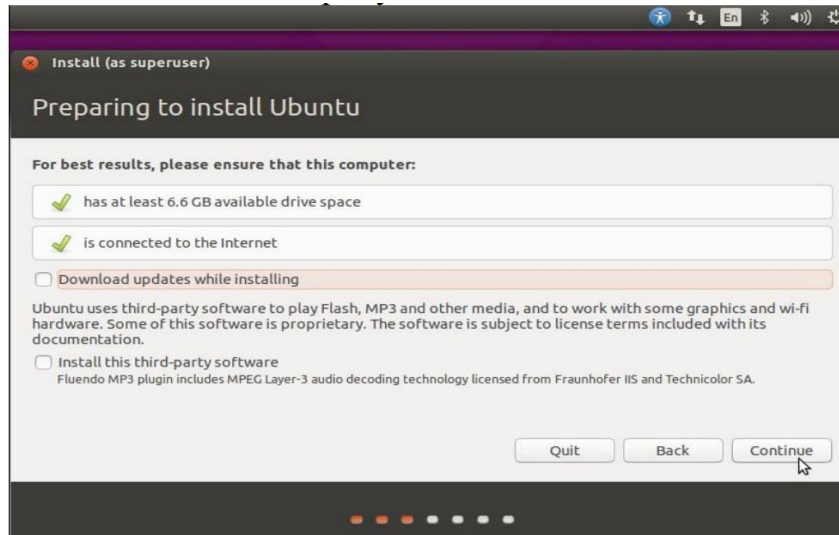 En
Install (as superuser)
Preparing to install Ubuntu
For best results, please ensure that this computer:
has at least 6.6 GB available drive space
is connected to the Internet
Download updates while installing
Ubuntu uses third-party software to play Flash, MP3 and other media, and to work with some graphics and wi-fi
hardware. Some of this software is proprietary. The software is subject to license terms included with its
documentation.
Install this third-party software
Fluendo MP3 plugin includes MPEG Layer-3 audio decoding technology licensed from Fraunhofer IIS and Technicolor SA.
Quit
Back
Continue